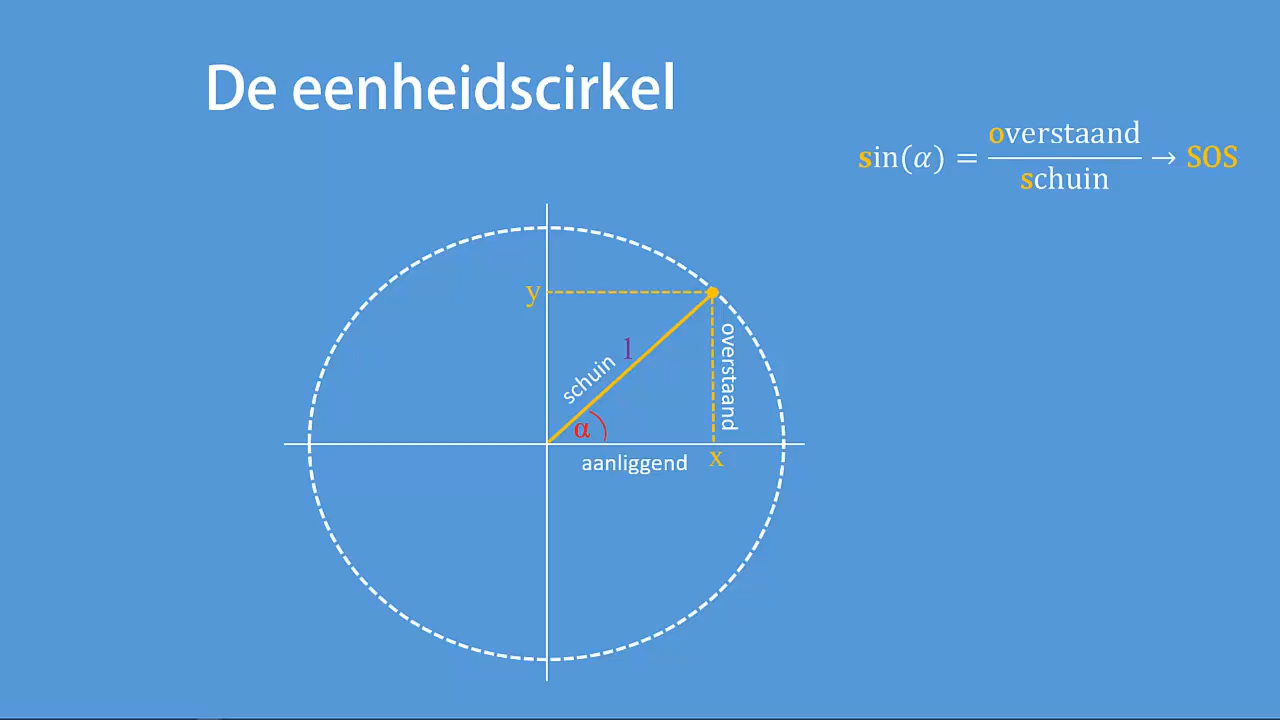 De eenheidscirkel
sin(α) = overstaand / schuin → SOS
y
1
schuin
overstaand
α
x
aanliggend